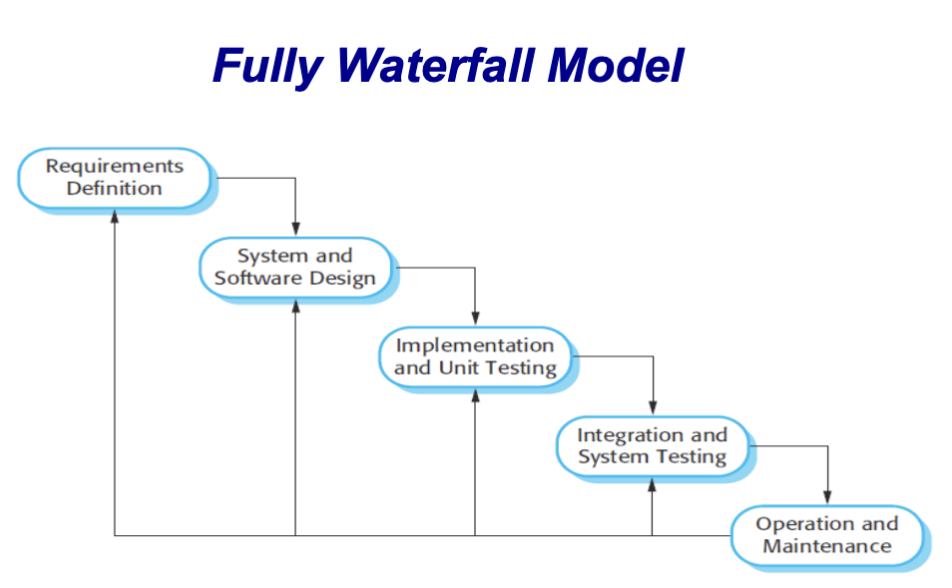 Fully Waterfall Model
Requirements
Definition
System and
Software Design
Implementation
and Unit Testing
Integration and
System Testing
Operation and
Maintenance